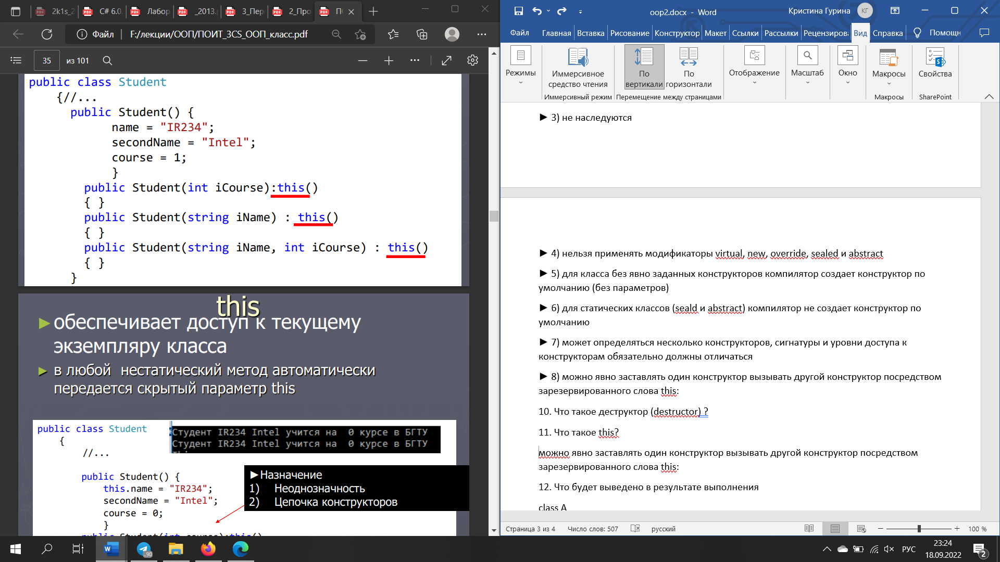 2k1s_2
C# 6.0.
Лабор
_2013.
3_Пер
2_Про
ПО
Файл | F:/лекции/ООП/ПОИТ_3CS_ООП_класс.pdf
35 из 101
public class Student
{//...
public Student() {
name = "IR234";
secondName = "Intel";
course = 1;
}
public Student(int iCourse):this()
{ }
public Student(string iName) : this()
{ }
public Student(string iName, int iCourse) : this()
{ }
}
this
►обеспечивает доступ к текущему
экземпляру класса
► в любой нестатический метод автоматически
передается скрытый параметр this
public class Student
{
//...
Студент IR234 Intel учится на 0 курсе в БГТУ
Студент IR234 Intel учится на 0 курсе в БГТУ
public Student() {
this.name = "IR234";
secondName = "Intel";
course = 0;
}
public Student(int course):this()
►Назначение
1) Неоднозначность
2) Цепочка конструкторов
oop2.docx - Word
Кристина Гурина
КГ
Файл Главная Вставка Рисование Конструктор Макет Ссылки Рассылки Рецензирова Вид Справка Помощн
Режимы
Иммерсивное
средство чтения
По
вертикали
По
горизонтали
Отображение
Масштаб
Окно
Макросы
Свойства
Иммерсивный режим
Перемещение между страницами
Макросы
SharePoint
► 3) не наследуются
► 4) нельзя применять модификаторы virtual, new, override, sealed и abstract
► 5) для класса без явно заданных конструкторов компилятор создает конструктор по
умолчанию (без параметров)
► 6) для статических классов (seald и abstract) компилятор не создает конструктор по
умолчанию
► 7) может определяться несколько конструкторов, сигнатуры и уровни доступа к
конструкторам обязательно должны отличаться
► 8) можно явно заставлять один конструктор вызывать другой конструктор посредством
зарезервированного слова this:
10. Что такое деструктор (destructor) ?
11. Что такое this?
можно явно заставлять один конструктор вызывать другой конструктор посредством
зарезервированного слова this:
12. Что будет выведено в результате выполнения
class A
Страница 3 из 4 Число слов: 507 русский 100 %
90
РУС
23:24
18.09.2022
2